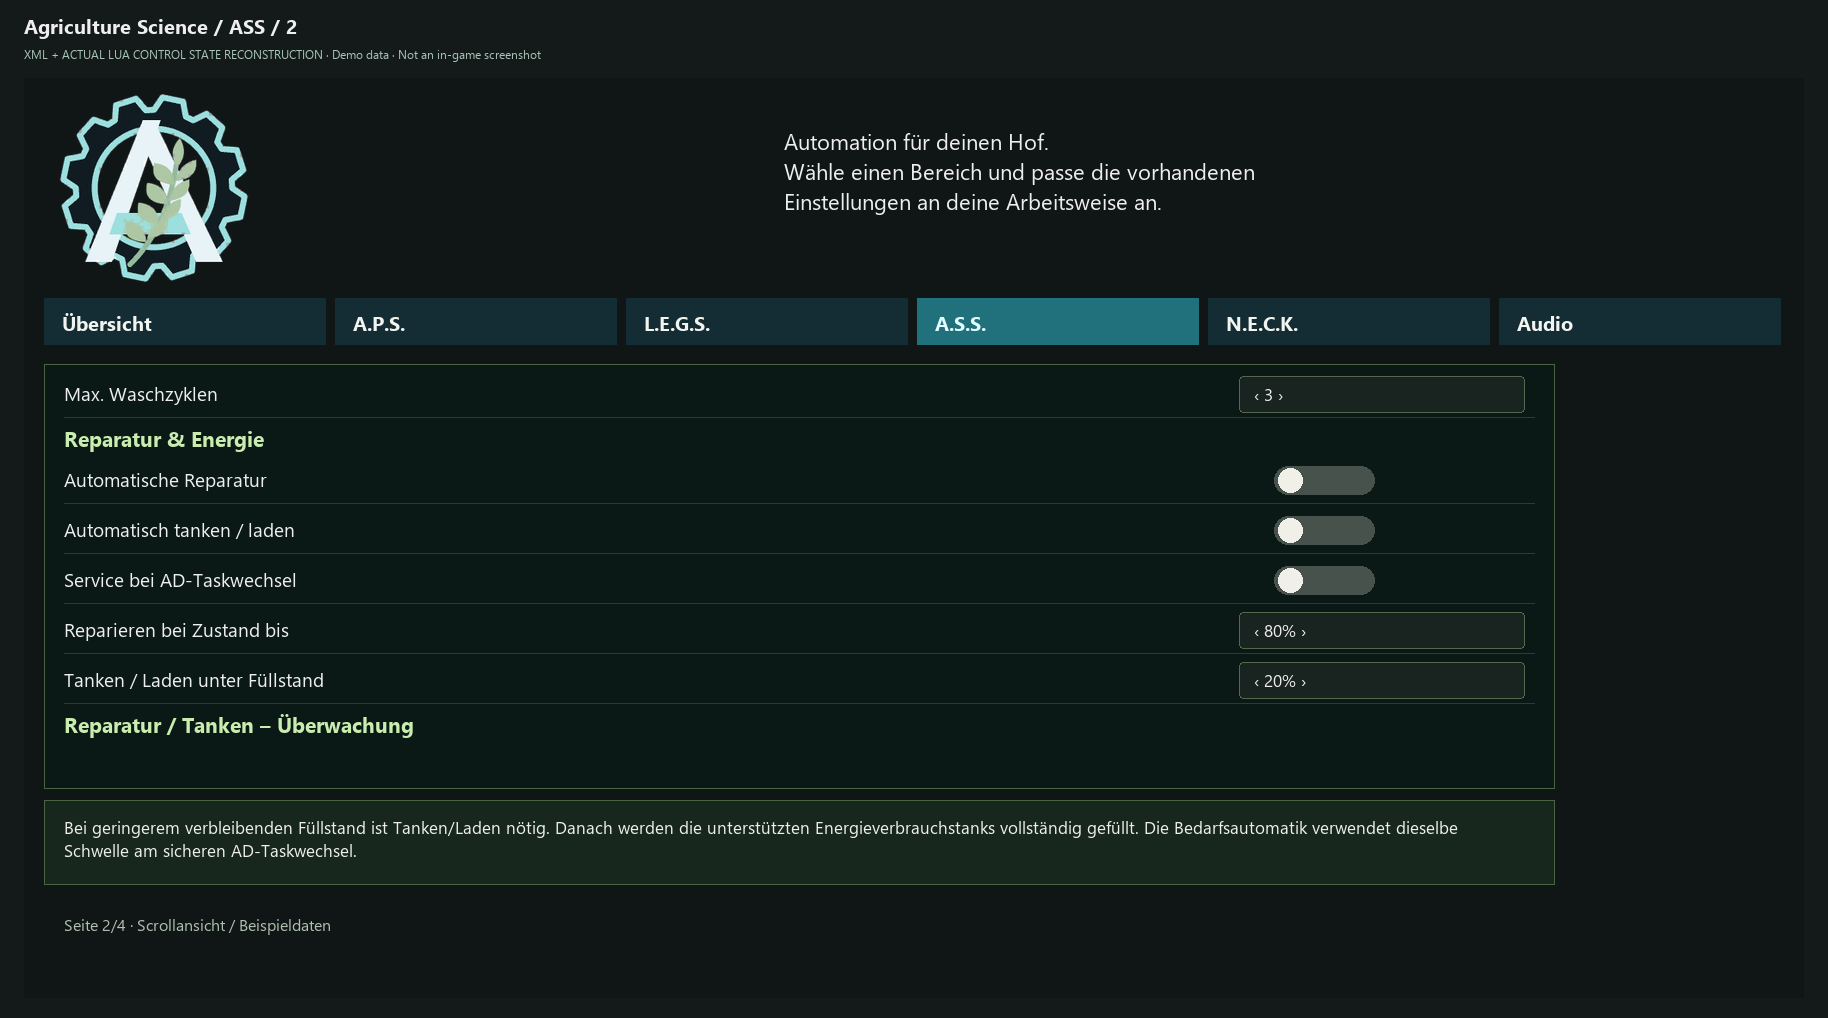 Agriculture Science / ASS / 2
XML + ACTUAL LUA CONTROL STATE RECONSTRUCTION · Demo data · Not an in-game screenshot
Automation für deinen Hof.
Wähle einen Bereich und passe die vorhandenen
Einstellungen an deine Arbeitsweise an.
Übersicht
A.P.S.
L.E.G.S.
A.S.S.
N.E.C.K.
Audio
Max. Waschzyklen
‹ 3 ›
Reparatur & Energie
Automatische Reparatur
Automatisch tanken / laden
Service bei AD-Taskwechsel
Reparieren bei Zustand bis
‹ 80% ›
Tanken / Laden unter Füllstand
‹ 20% ›
Reparatur / Tanken – Überwachung
Bei geringerem verbleibenden Füllstand ist Tanken/Laden nötig. Danach werden die unterstützten Energieverbrauchstanks vollständig gefüllt. Die Bedarfsautomatik verwendet dieselbe
Schwelle am sicheren AD-Taskwechsel.
Seite 2/4 · Scrollansicht / Beispieldaten